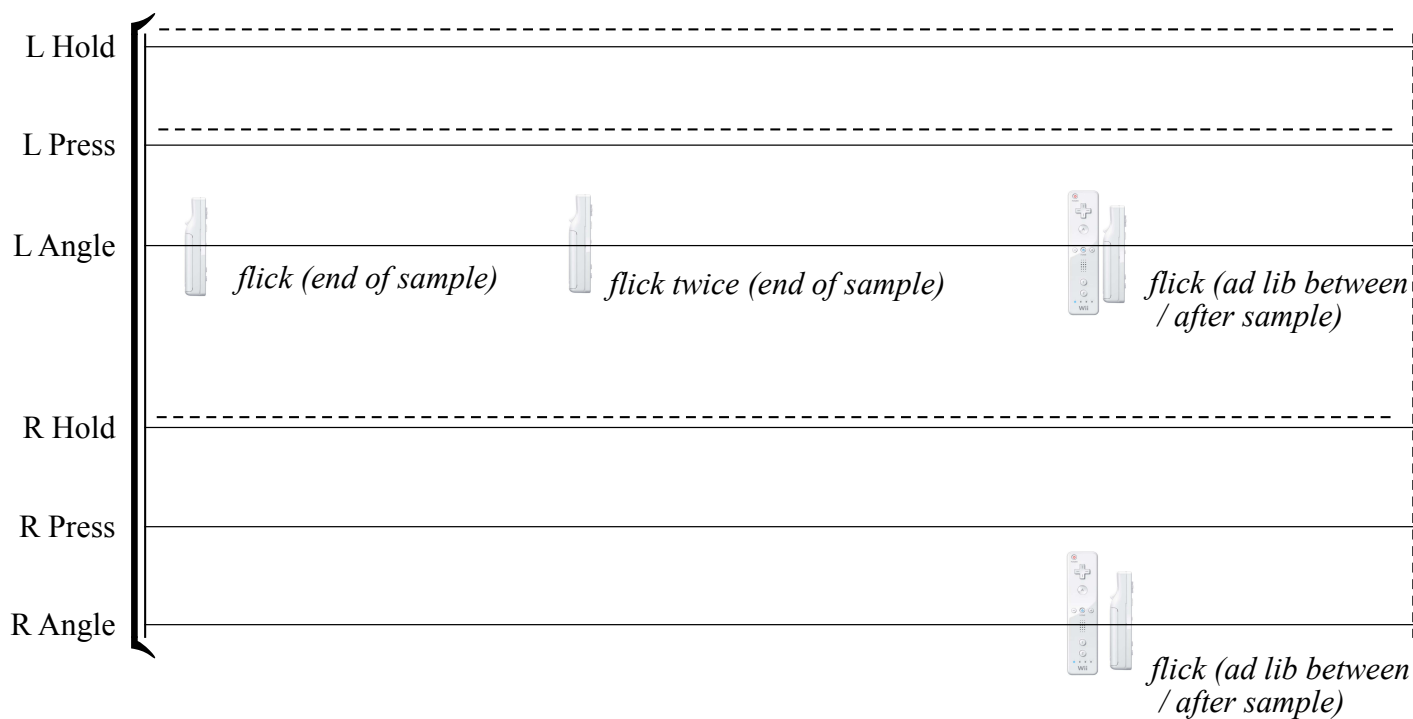 L Hold
L Press
L Angle
flick (end of sample)
flick twice (end of sample)
flick (ad lib between
/ after sample)
Wii
R Hold
R Press
R Angle
flick (ad lib between
/ after sample)
Wii